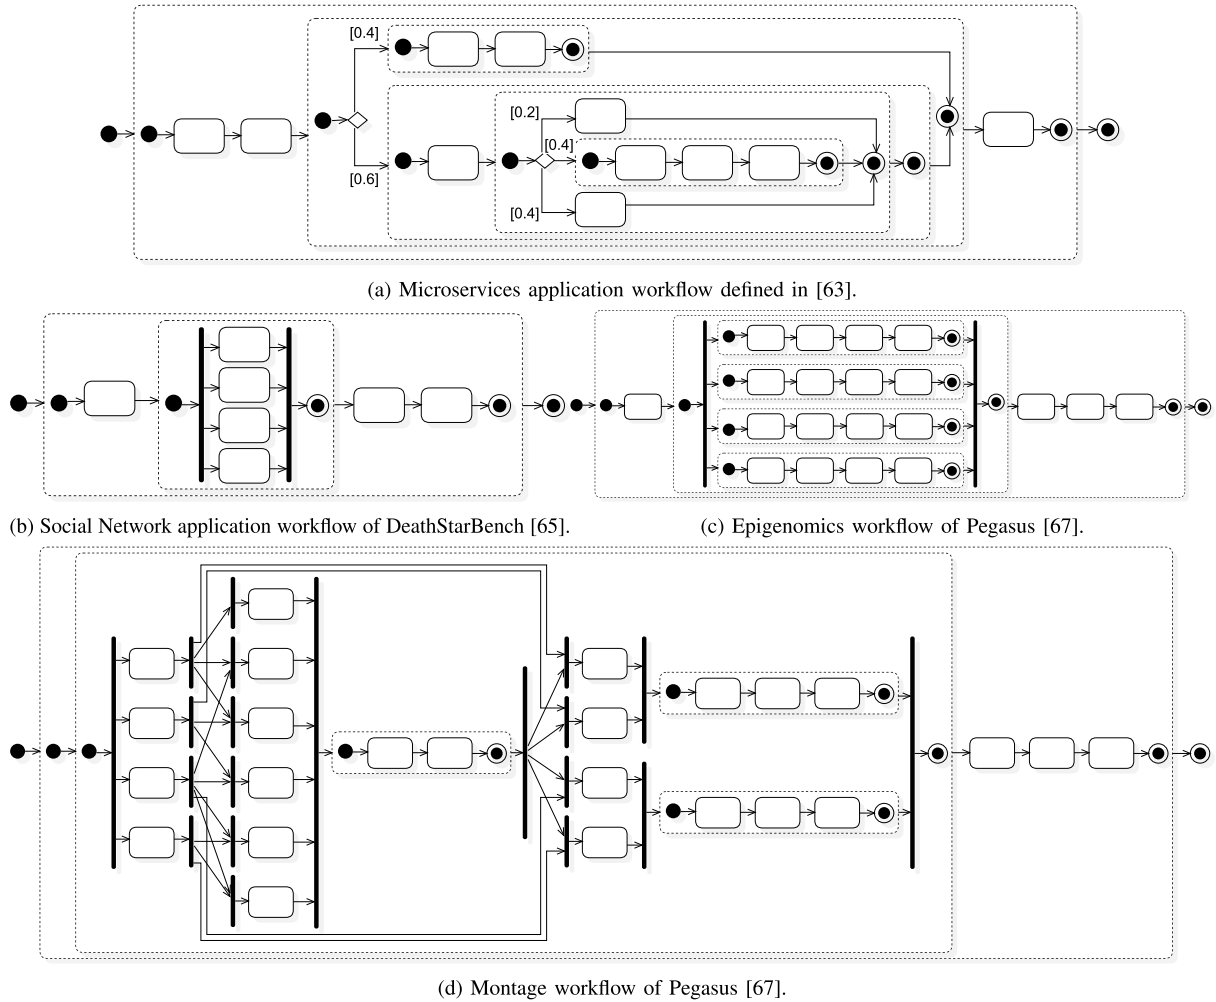 [0.4]
[0.2]
[0.4]
[0.6]
[0.4]
(a) Microservices application workflow defined in [63].
(b) Social Network application workflow of DeathStarBench [65].
(c) Epigenomics workflow of Pegasus [67].
(d) Montage workflow of Pegasus [67].